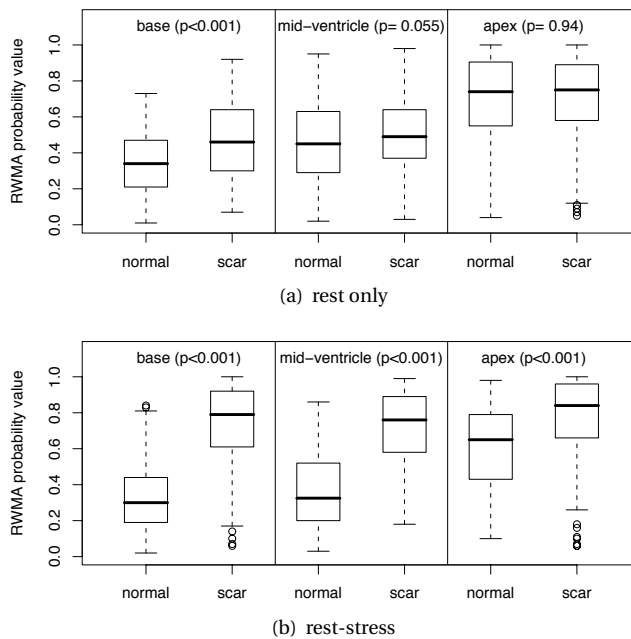 base (p<0.001) mid-ventricle (p= 0.055) apex (p= 0.94)
RWMA probability value
1.0
0.8
0.6
0.4
0.2
0.0
normal scar normal scar normal scar
(a) rest only
base (p<0.001) mid-ventricle (p<0.001) apex (p<0.001)
RWMA probability value
1.0
0.8
0.6
0.4
0.2
0.0
normal scar normal scar normal scar
(b) rest-stress